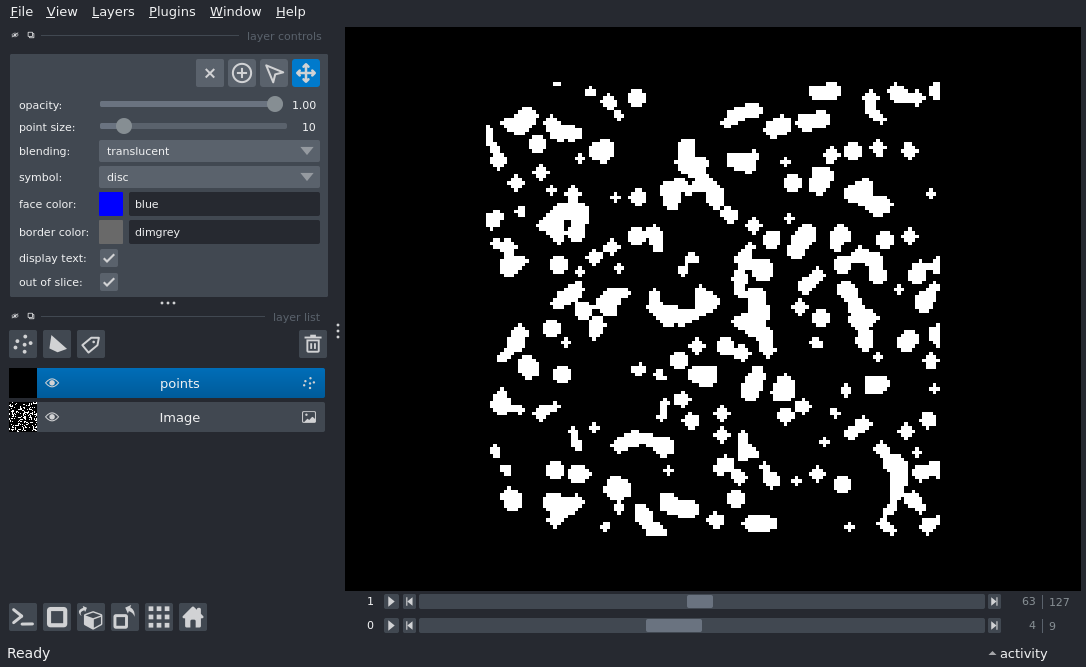 File View Layers Plugins Window Help
layer controls
opacity: 1.00
point size: 10
blending: translucent
symbol: disc
face color: blue
border color: dimgrey
display text:
out of slice:
layer list
points
Image
1 63 127
0 4 9
Ready activity